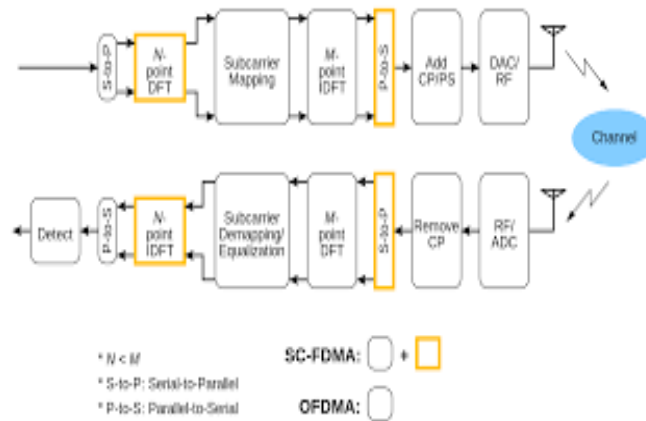 S-to-P
N-
point
DFT
Subcarrier
Mapping
M-
point
IDFT
P-to-S
Add
CP/PS
DAC/
RF
Channel
Detect
P-to-S
N-
point
IDFT
Subcarrier
Demapping/
Equalization
M-
point
DFT
S-to-P
Remove
CP
RF/
ADC
* N < M
* S-to-P: Serial-to-Parallel
* P-to-S: Parallel-to-Serial
SC-FDMA: +
OFDMA: